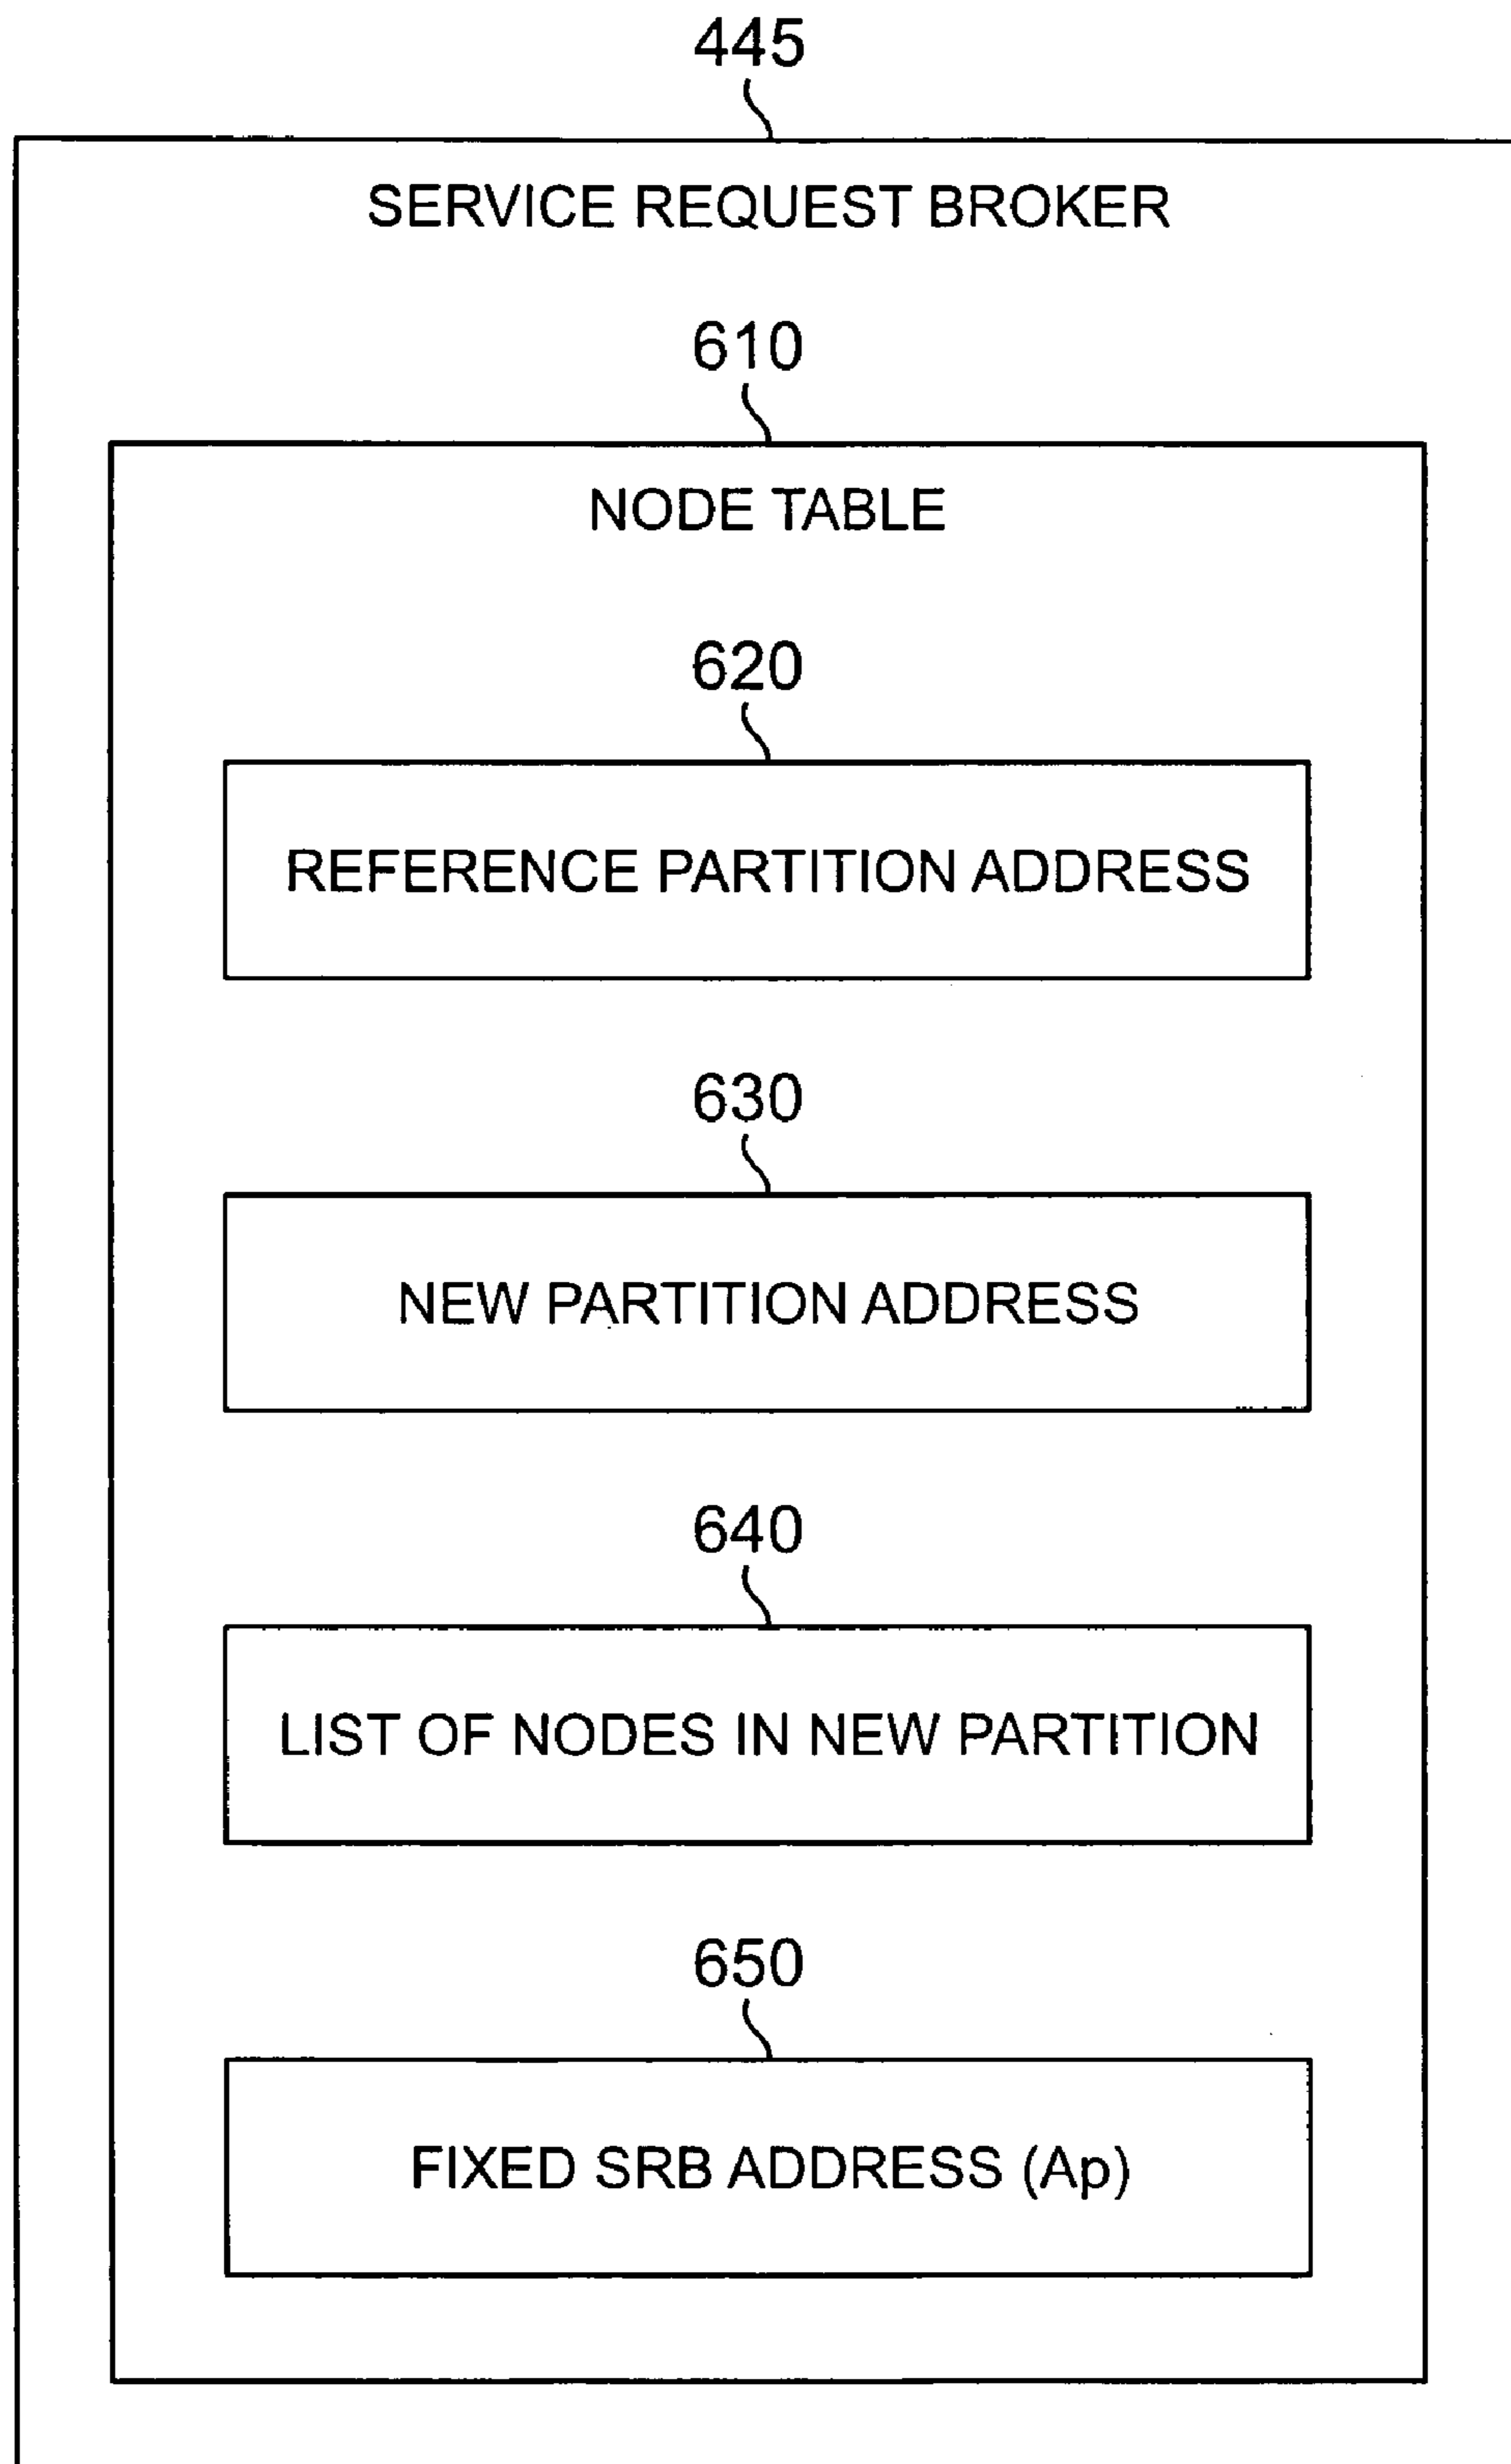 445
SERVICE REQUEST BROKER
610
NODE TABLE
620
REFERENCE PARTITION ADDRESS
630
NEW PARTITION ADDRESS
640
LIST OF NODES IN NEW PARTITION
650
FIXED SRB ADDRESS (Ap)